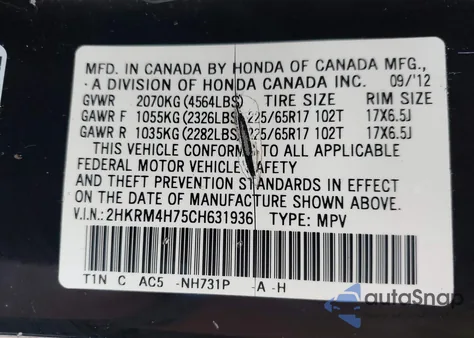 MFD. IN CANADA BY HONDA OF CANADA MFG.,
A DIVISION OF HONDA CANADA INC. 09/'12
GVWR 2070KG (4564LBS) TIRE SIZE RIM SIZE
GAWR F 1055KG (2326LBS) 225/65R17 102T 17X6.5J
GAWR R 1035KG (2282LBS) 225/65R17 102T 17X6.5J
THIS VEHICLE CONFORMS TO ALL APPLICABLE
FEDERAL MOTOR VEHICLE SAFETY
AND THEFT PREVENTION STANDARDS IN EFFECT
ON THE DATE OF MANUFACTURE SHOWN ABOVE.
V.I.N.: 2HKRM4H75CH631936 TYPE: MPV
T1N C AC5 -NH731P -A -H
autoSnap